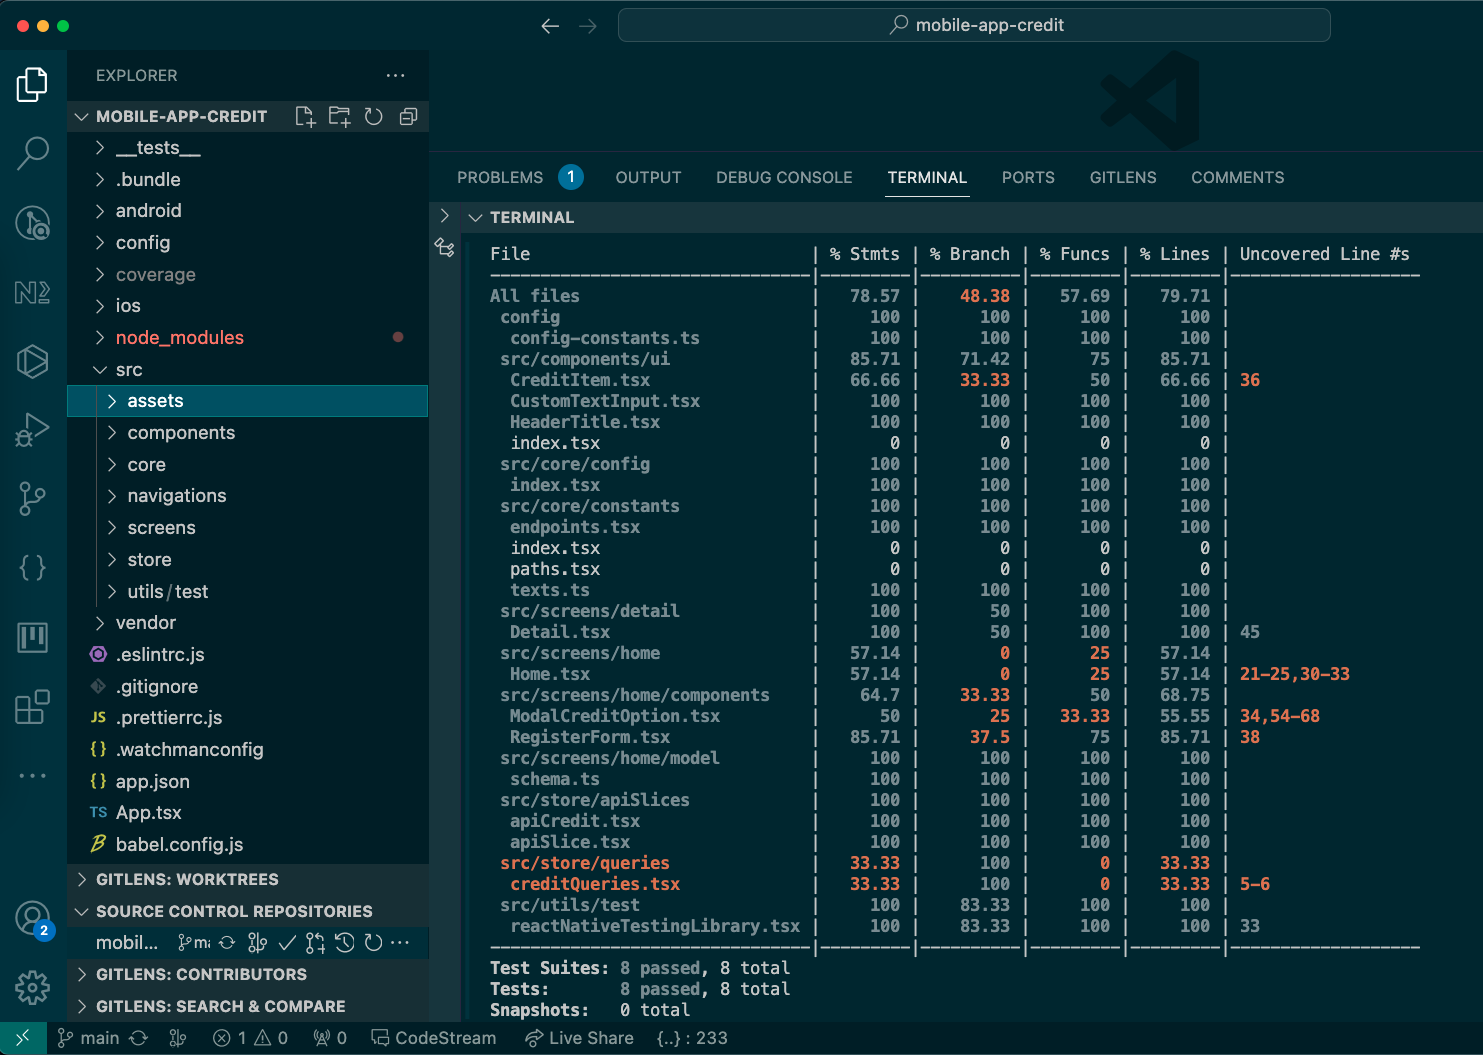 mobile-app-credit
EXPLORER
MOBILE-APP-CREDIT
__tests__
.bundle
android
config
coverage
ios
node_modules
src
assets
components
core
navigations
screens
store
utils/test
vendor
.eslintrc.js
.gitignore
JS .prettierrc.js
{} .watchmanconfig
{} app.json
TS App.tsx
babel.config.js
GITLENS: WORKTREES
SOURCE CONTROL REPOSITORIES
mobil...
GITLENS: CONTRIBUTORS
GITLENS: SEARCH & COMPARE
2
PROBLEMS 1 OUTPUT DEBUG CONSOLE TERMINAL PORTS GITLENS COMMENTS
TERMINAL
File | % Stmts | % Branch | % Funcs | % Lines | Uncovered Line #s
All files | 78.57 | 48.38 | 57.69 | 79.71 |
config | 100 | 100 | 100 | 100 |
config-constants.ts | 100 | 100 | 100 | 100 |
src/components/ui | 85.71 | 71.42 | 75 | 85.71 |
CreditItem.tsx | 66.66 | 33.33 | 50 | 66.66 | 36
CustomTextInput.tsx | 100 | 100 | 100 | 100 |
HeaderTitle.tsx | 100 | 100 | 100 | 100 |
index.tsx | 0 | 0 | 0 | 0 |
src/core/config | 100 | 100 | 100 | 100 |
index.tsx | 100 | 100 | 100 | 100 |
src/core/constants | 100 | 100 | 100 | 100 |
endpoints.tsx | 100 | 100 | 100 | 100 |
index.tsx | 0 | 0 | 0 | 0 |
paths.tsx | 0 | 0 | 0 | 0 |
texts.ts | 100 | 100 | 100 | 100 |
src/screens/detail | 100 | 50 | 100 | 100 |
Detail.tsx | 100 | 50 | 100 | 100 | 45
src/screens/home | 57.14 | 0 | 25 | 57.14 |
Home.tsx | 57.14 | 0 | 25 | 57.14 | 21-25,30-33
src/screens/home/components | 64.7 | 33.33 | 50 | 68.75 |
ModalCreditOption.tsx | 50 | 25 | 33.33 | 55.55 | 34,54-68
RegisterForm.tsx | 85.71 | 37.5 | 75 | 85.71 | 38
src/screens/home/model | 100 | 100 | 100 | 100 |
schema.ts | 100 | 100 | 100 | 100 |
src/store/apiSlices | 100 | 100 | 100 | 100 |
apiCredit.tsx | 100 | 100 | 100 | 100 |
apiSlice.tsx | 100 | 100 | 100 | 100 |
src/store/queries | 33.33 | 100 | 0 | 33.33 |
creditQueries.tsx | 33.33 | 100 | 0 | 33.33 | 5-6
src/utils/test | 100 | 83.33 | 100 | 100 |
reactNativeTestingLibrary.tsx | 100 | 83.33 | 100 | 100 | 33
Test Suites: 8 passed, 8 total
Tests: 8 passed, 8 total
Snapshots: 0 total
main 1 0 0 CodeStream Live Share {..} : 233